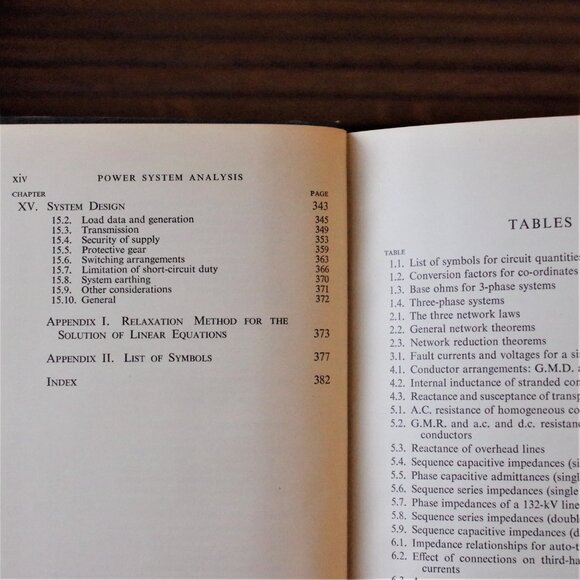 xiv POWER SYSTEM ANALYSIS
CHAPTER PAGE
XV. SYSTEM DESIGN 343
15.2. Load data and generation 345
15.3. Transmission 349
15.4. Security of supply 353
15.5. Protective gear 359
15.6. Switching arrangements 363
15.7. Limitation of short-circuit duty 366
15.8. System earthing 370
15.9. Other considerations 371
15.10. General 372
APPENDIX I. RELAXATION METHOD FOR THE
SOLUTION OF LINEAR EQUATIONS 373
APPENDIX II. LIST OF SYMBOLS 377
INDEX 382
TABLES
TABLE
1.1. List of symbols for circuit quantities
1.2. Conversion factors for co-ordinates
1.3. Base ohms for 3-phase systems
1.4. Three-phase systems
2.1. The three network laws
2.2. General network theorems
2.3. Network reduction theorems
3.1. Fault currents and voltages for a si
4.1. Conductor arrangements: G.M.D. a
4.2. Internal inductance of stranded con
4.3. Reactance and susceptance of transp
5.1. A.C. resistance of homogeneous co
5.2. G.M.R. and a.c. and d.c. resistan
conductors
5.3. Reactance of overhead lines
5.4. Sequence capacitive impedances (si
5.5. Phase capacitive admittances (singl
5.6. Sequence series impedances (single
5.7. Phase impedances of a 132-kV line
5.8. Sequence series impedances (doubl
5.9. Sequence capacitive impedances (d
6.1. Impedance relationships for auto-t
6.2. Effect of connections on third-ha
currents